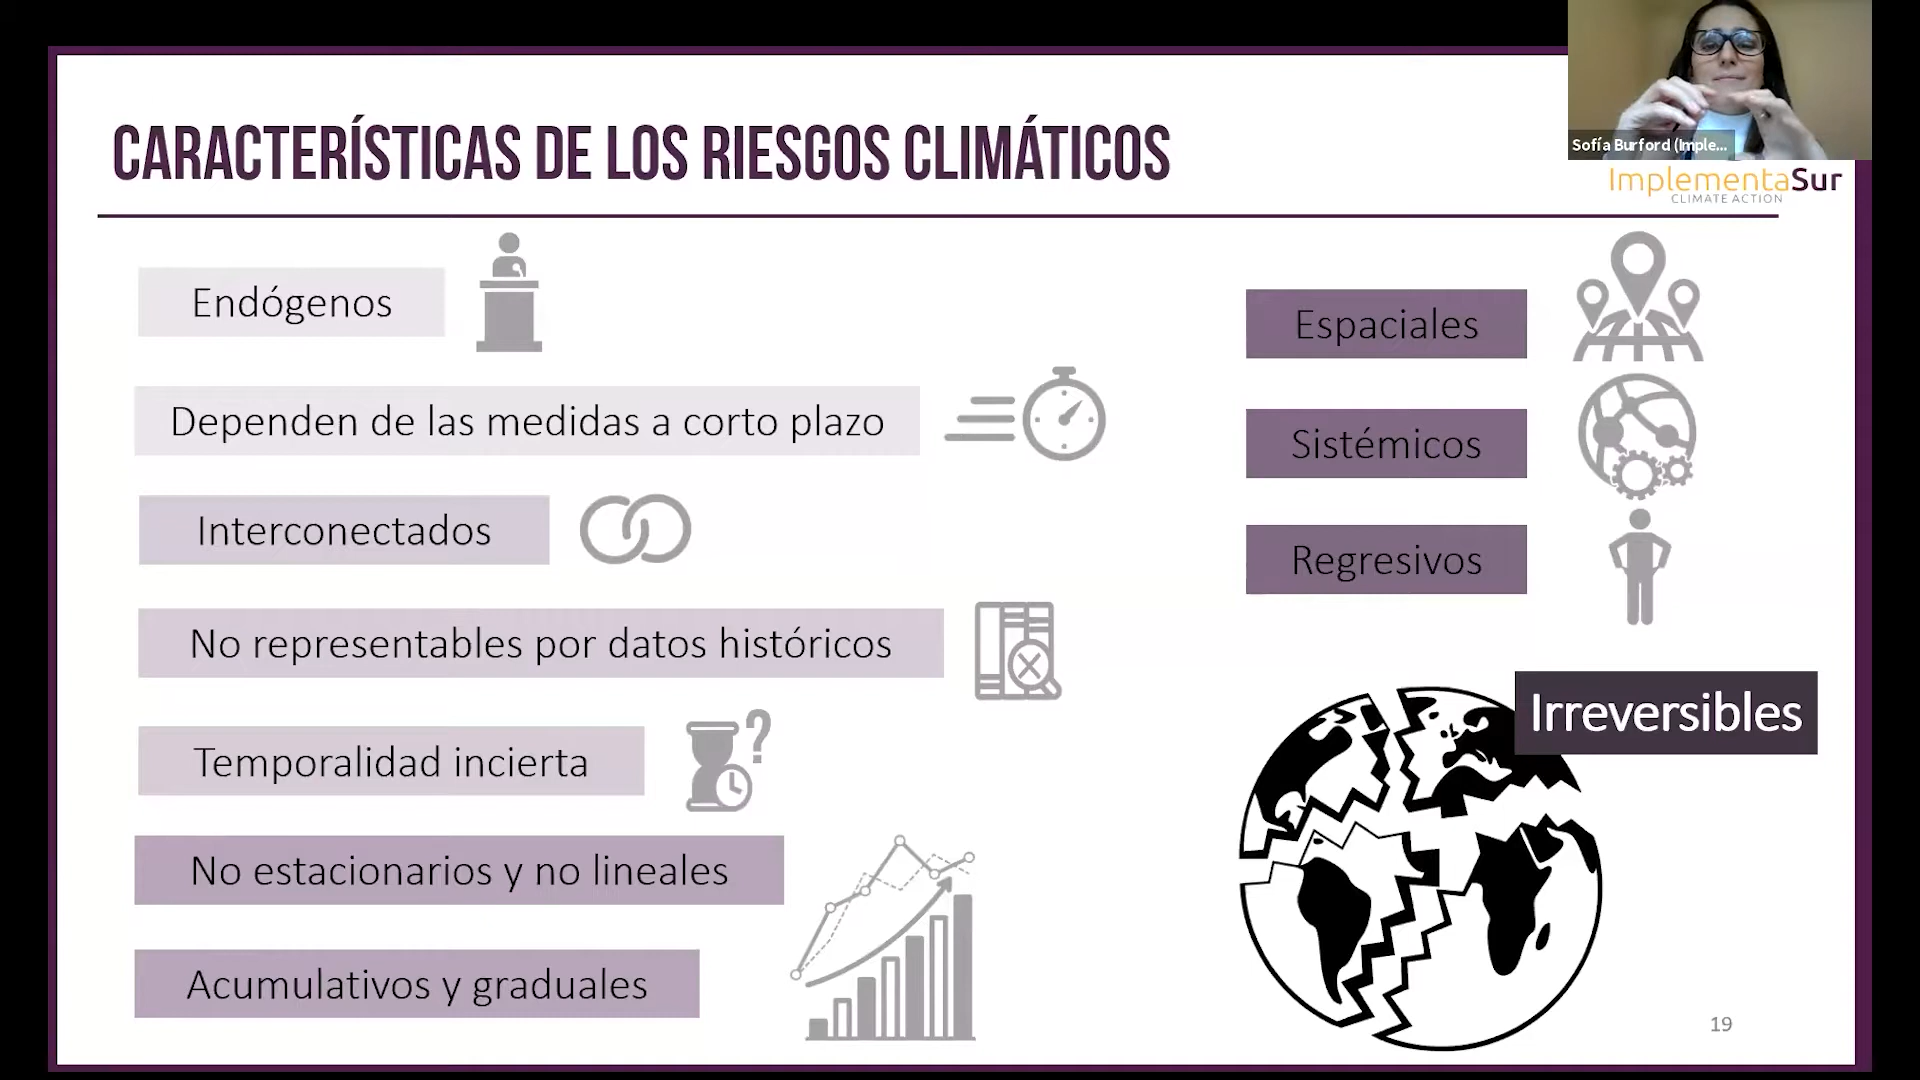 Sofía Burford (Imple...
ImplementaSur
CLIMATE ACTION
CARACTERÍSTICAS DE LOS RIESGOS CLIMÁTICOS
Endógenos
Dependen de las medidas a corto plazo
Interconectados
No representables por datos históricos
Temporalidad incierta
?
No estacionarios y no lineales
Acumulativos y graduales
Espaciales
Sistémicos
Regresivos
Irreversibles
19